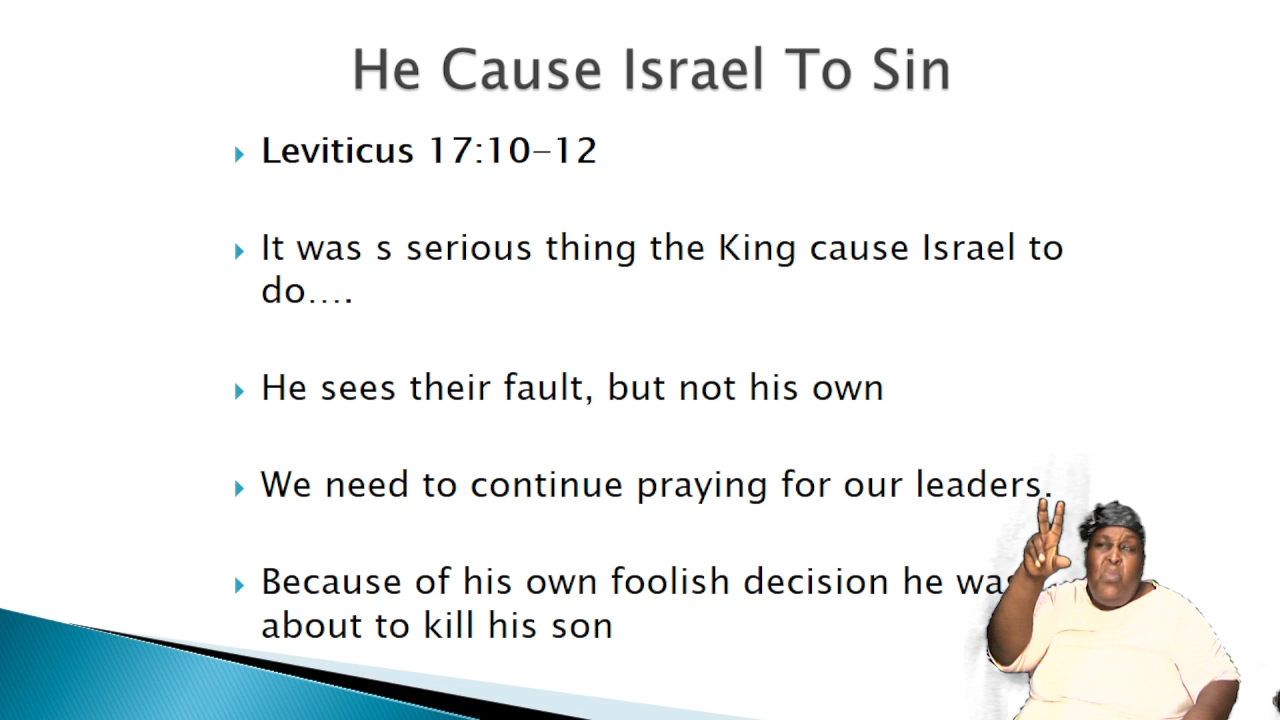 He Cause Israel To Sin
Leviticus 17:10-12
It was s serious thing the King cause Israel to
do....
He sees their fault, but not his own
We need to continue praying for our leaders.
Because of his own foolish decision he was
about to kill his son